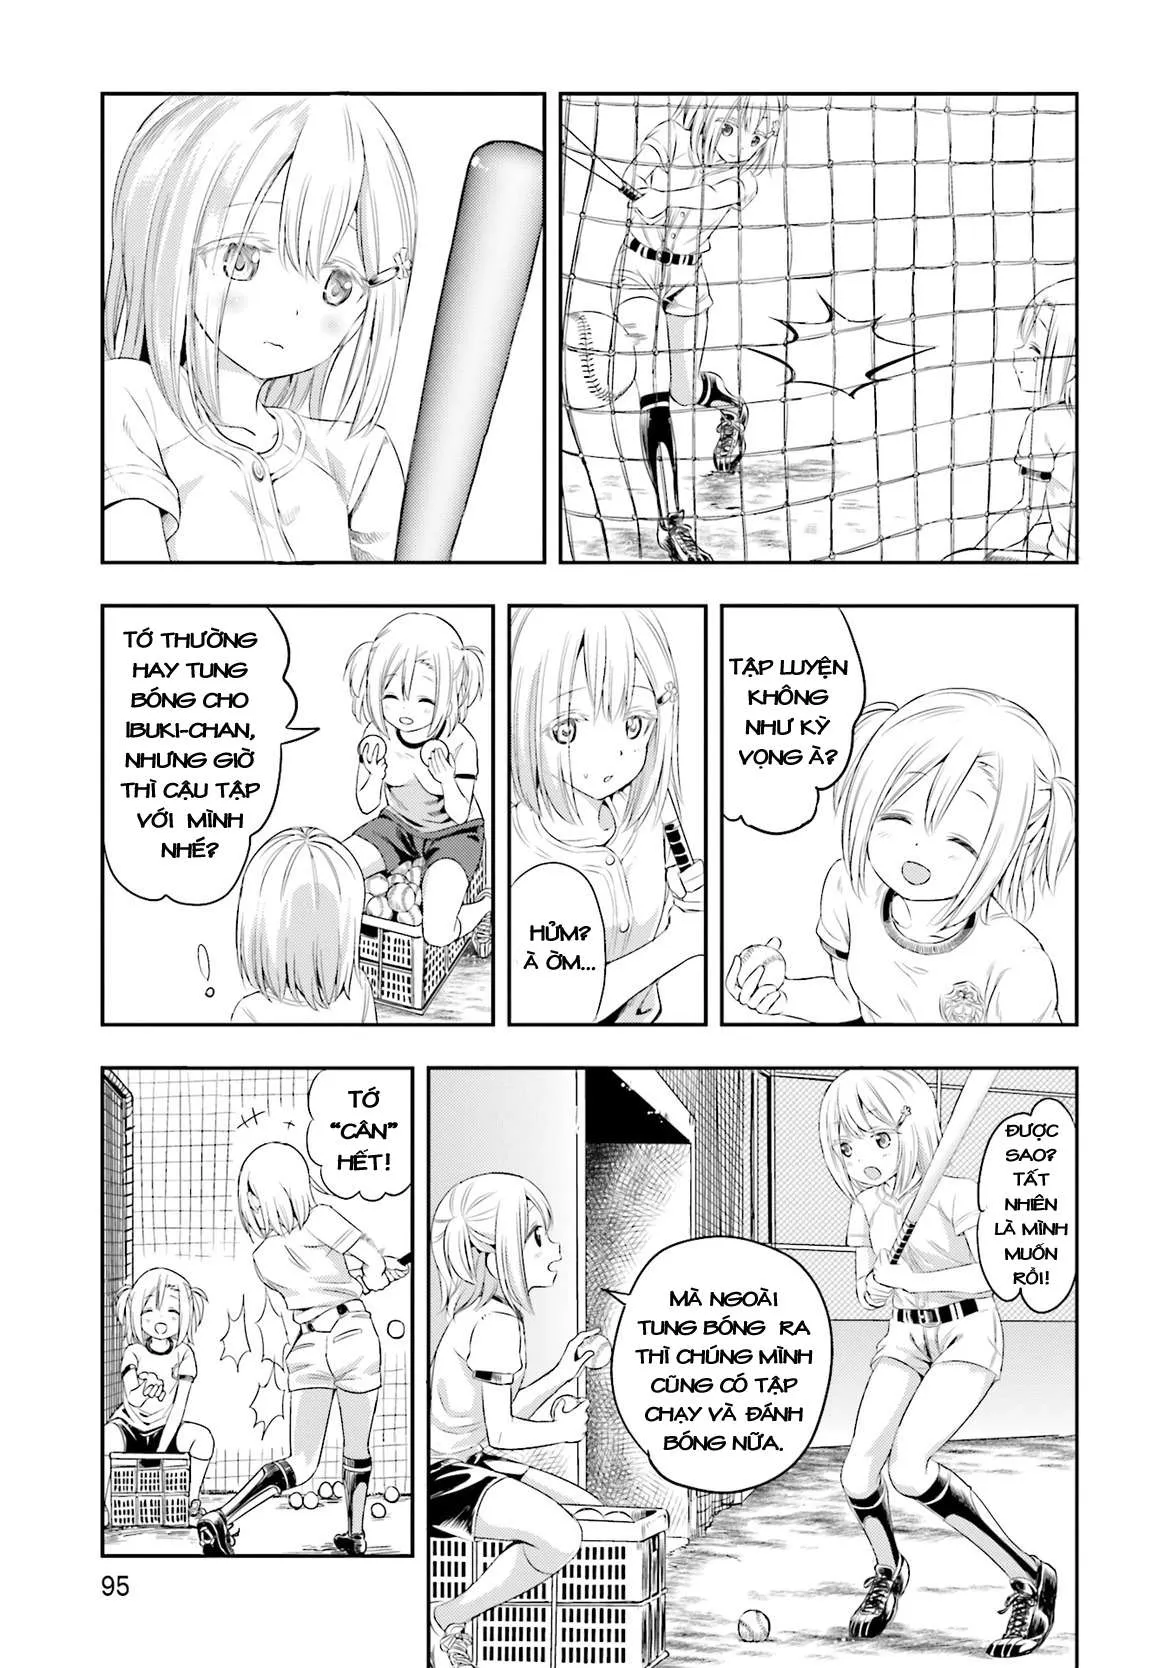 TẬP LUYỆN
KHÔNG
NHƯ KỲ
VỌNG À?
HỬM?
À ỜM...
TỚ THƯỜNG
HAY TUNG
BÓNG CHO
IBUKI-CHAN,
NHƯNG GIỜ
THÌ CẬU TẬP
VỚI MÌNH
NHÉ?
ĐƯỢC
SAO?
TẤT
NHIÊN
LÀ MÌNH
MUỐN
RỒI!
MÀ NGOÀI
TUNG BÓNG RA
THÌ CHÚNG MÌNH
CŨNG CÓ TẬP
CHẠY VÀ ĐÁNH
BÓNG NỮA.
TỚ
“CÂN”
HẾT!
95